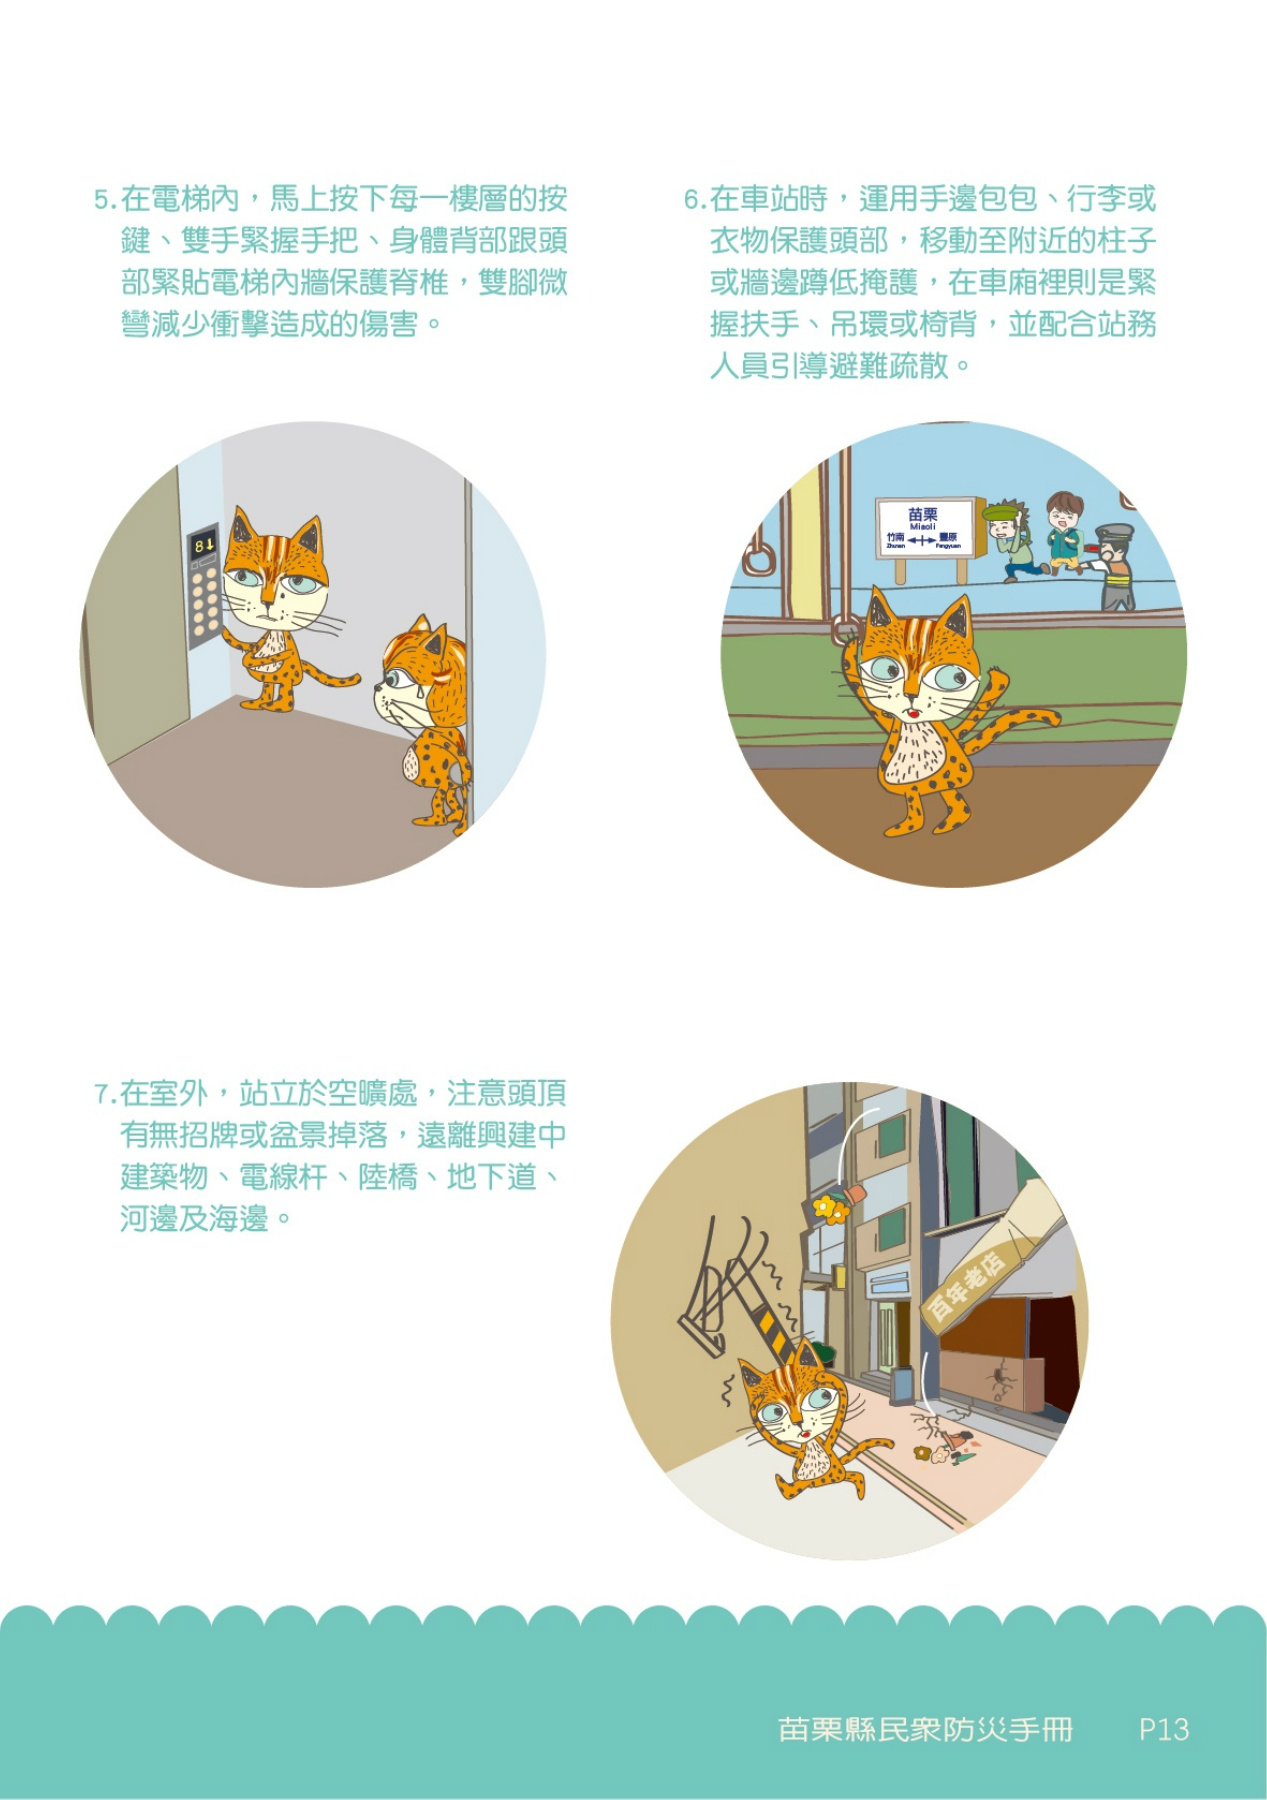 5.在電梯內，馬上按下每一樓層的按
鍵、雙手緊握手把、身體背部跟頭
部緊貼電梯內牆保護脊椎，雙腳微
彎減少衝擊造成的傷害。
6.在車站時，運用手邊包包、行李或
衣物保護頭部，移動至附近的柱子
或牆邊蹲低掩護，在車廂裡則是緊
握扶手、吊環或椅背，並配合站務
人員引導避難疏散。
8↓
苗栗
Miaoli
竹南 豐原
Zhunan Fengyuan
7.在室外，站立於空曠處，注意頭頂
有無招牌或盆景掉落，遠離興建中
建築物、電線杆、陸橋、地下道、
河邊及海邊。
百年老店
苗栗縣民眾防災手冊 P13